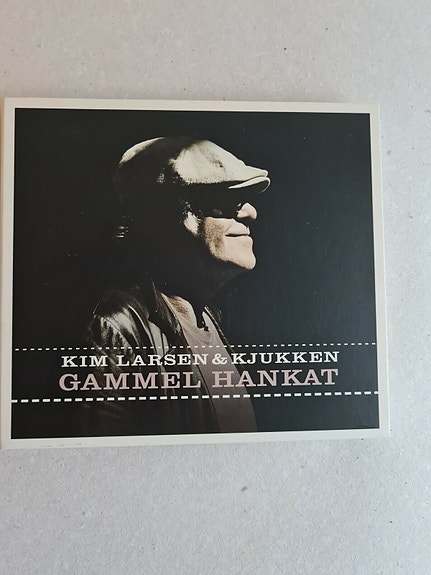 KIM LARSEN & KJUKKEN
GAMMEL HANKAT